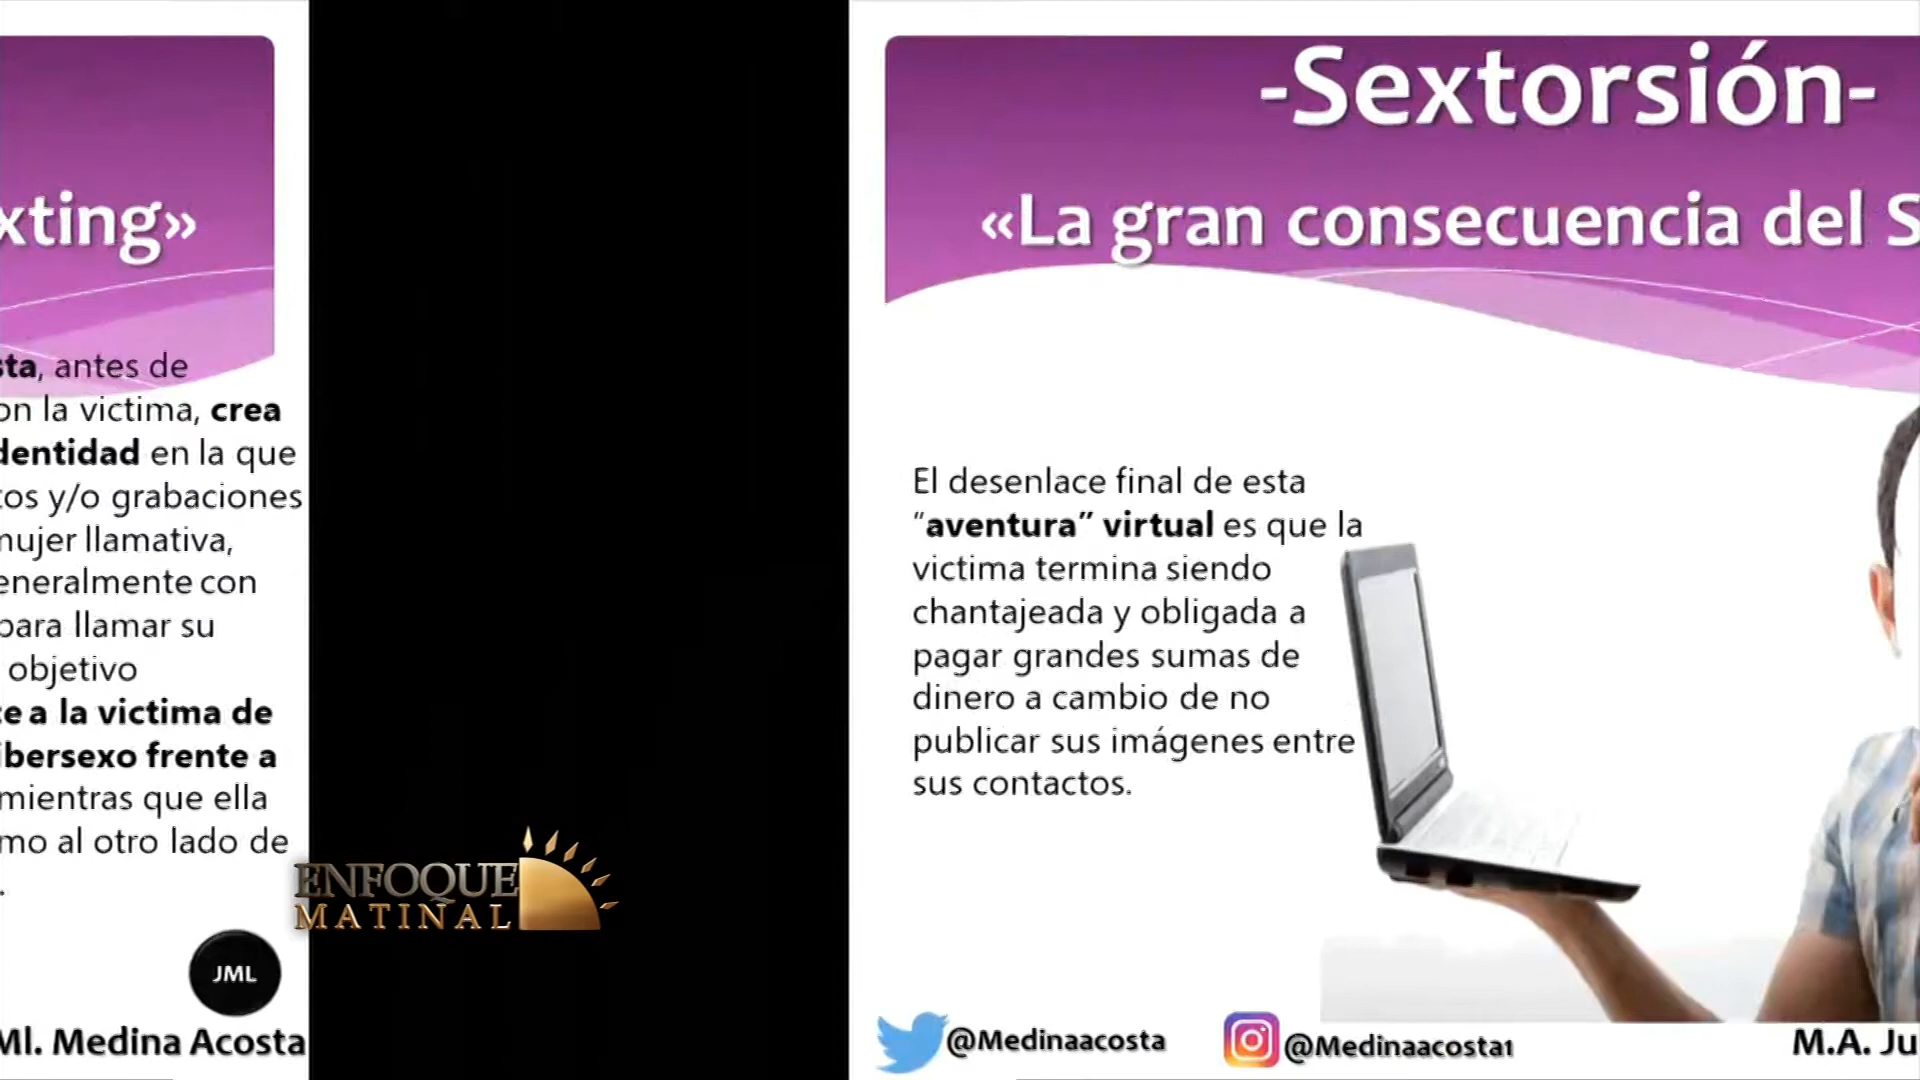 xting»
sta, antes de
on la victima, crea
dentidad en la que
tos y/o grabaciones
mujer llamativa,
eneralmente con
para llamar su
objetivo
ce a la victima de
ibersexo frente a
mientras que ella
mo al otro lado de
.
JML
Ml. Medina Acosta
ENFOQUE
MATINAL
-Sextorsión-
«La gran consecuencia del S
El desenlace final de esta
“aventura” virtual es que la
victima termina siendo
chantajeada y obligada a
pagar grandes sumas de
dinero a cambio de no
publicar sus imágenes entre
sus contactos.
@Medinaacosta
@Medinaacosta1
M.A. Ju